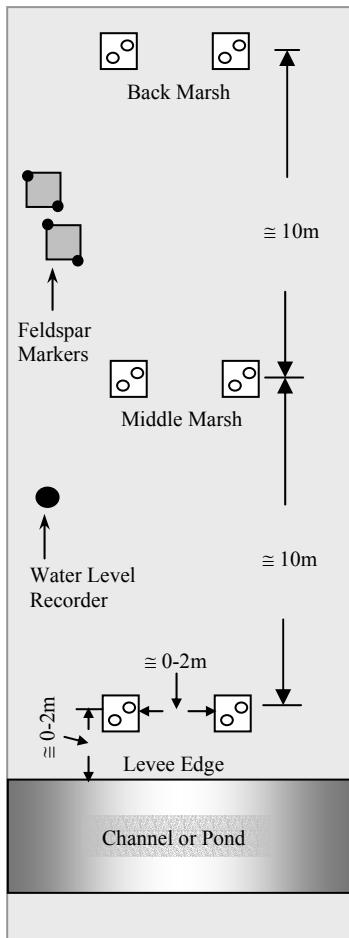 Back Marsh
≅ 10m
Feldspar
Markers
Middle Marsh
Water Level
Recorder
≅ 10m
≅ 0-2m
≅ 0-2m
Levee Edge
Channel or Pond